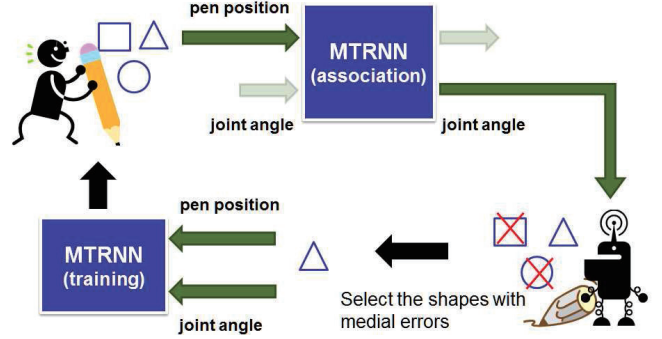 pen position
MTRNN
(association)
joint angle
joint angle
pen position
MTRNN
(training)
joint angle
Select the shapes with
medial errors